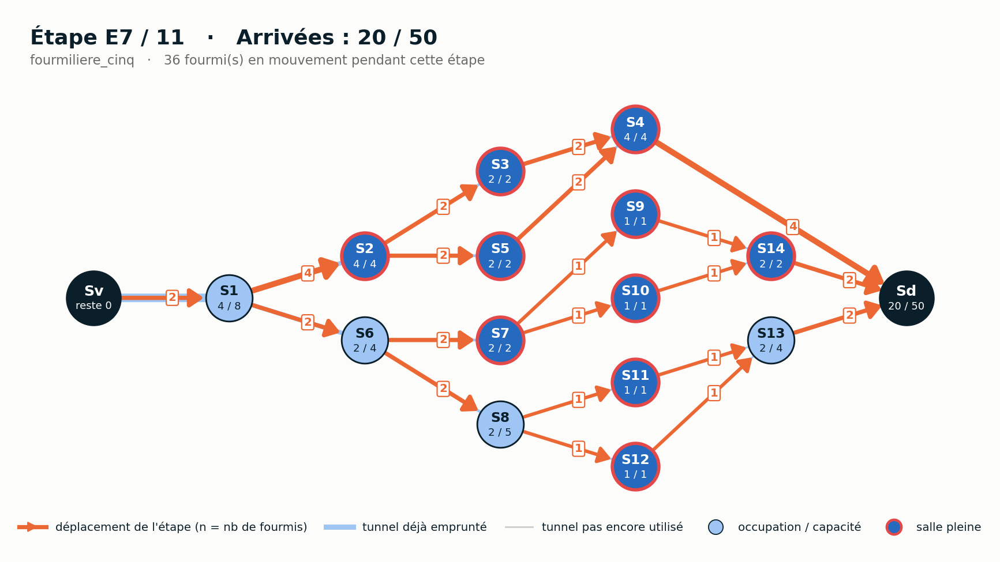 Étape E7 / 11 · Arrivées : 20 / 50
fourmiliere_cinq · 36 fourmi(s) en mouvement pendant cette étape
S4
4 / 4
2
S3
2 / 2
2
2
S9
1 / 1
4
1
S2
4 / 4
2
S5
2 / 2
1
S14
2 / 2
4
1
2
Sv
reste 0
2
S1
4 / 8
S10
1 / 1
Sd
20 / 50
2
1
2
S6
2 / 4
2
S7
2 / 2
S13
2 / 4
1
2
S11
1 / 1
1
1
S8
2 / 5
1
S12
1 / 1
déplacement de l'étape (n = nb de fourmis) tunnel déjà emprunté tunnel pas encore utilisé occupation / capacité salle pleine